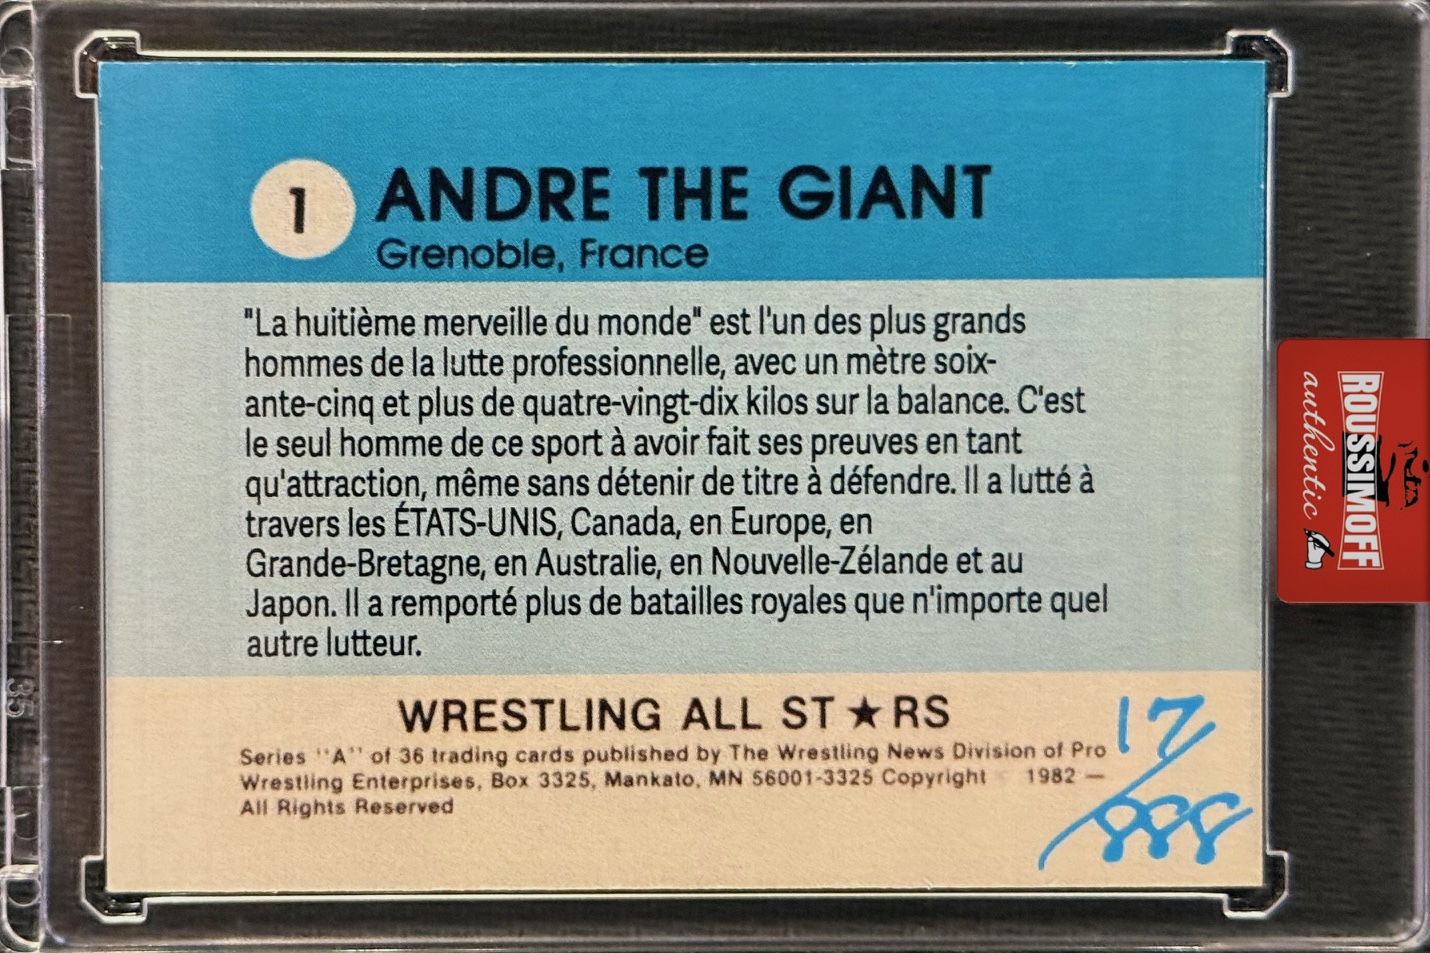 1
ANDRE THE GIANT
Grenoble, France
"La huitième merveille du monde" est l'un des plus grands
hommes de la lutte professionnelle, avec un mètre soix-
ante-cinq et plus de quatre-vingt-dix kilos sur la balance. C'est
le seul homme de ce sport à avoir fait ses preuves en tant
qu'attraction, même sans détenir de titre à défendre. Il a lutté à
travers les ÉTATS-UNIS, Canada, en Europe, en
Grande-Bretagne, en Australie, en Nouvelle-Zélande et au
Japon. Il a remporté plus de batailles royales que n'importe quel
autre lutteur.
WRESTLING ALL ST★RS
Series "A" of 36 trading cards published by The Wrestling News Division of Pro
Wrestling Enterprises, Box 3325, Mankato, MN 56001-3325 Copyright 1982 —
All Rights Reserved
17/888
ROUSSIMOFF
authentic
35